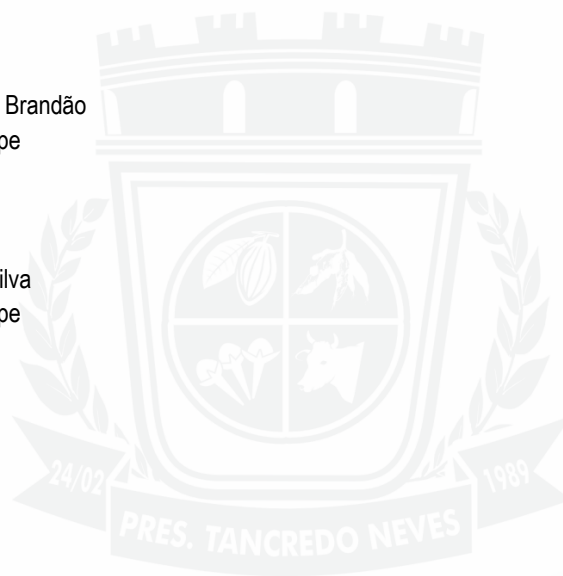 Brandão
pe
ilva
pe
24/02
1989
PRES. TANCREDO NEVES